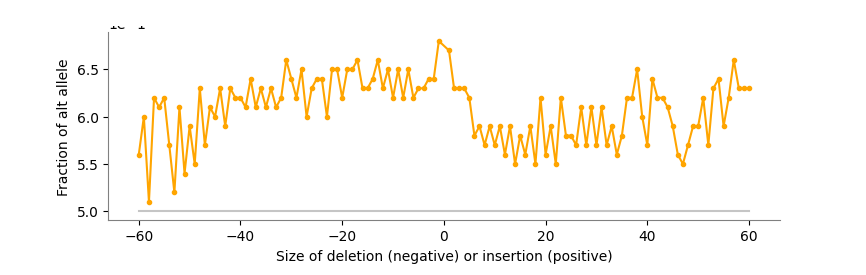 6.5
6.0
5.5
5.0
Fraction of alt allele
−60 −40 −20 0 20 40 60
Size of deletion (negative) or insertion (positive)